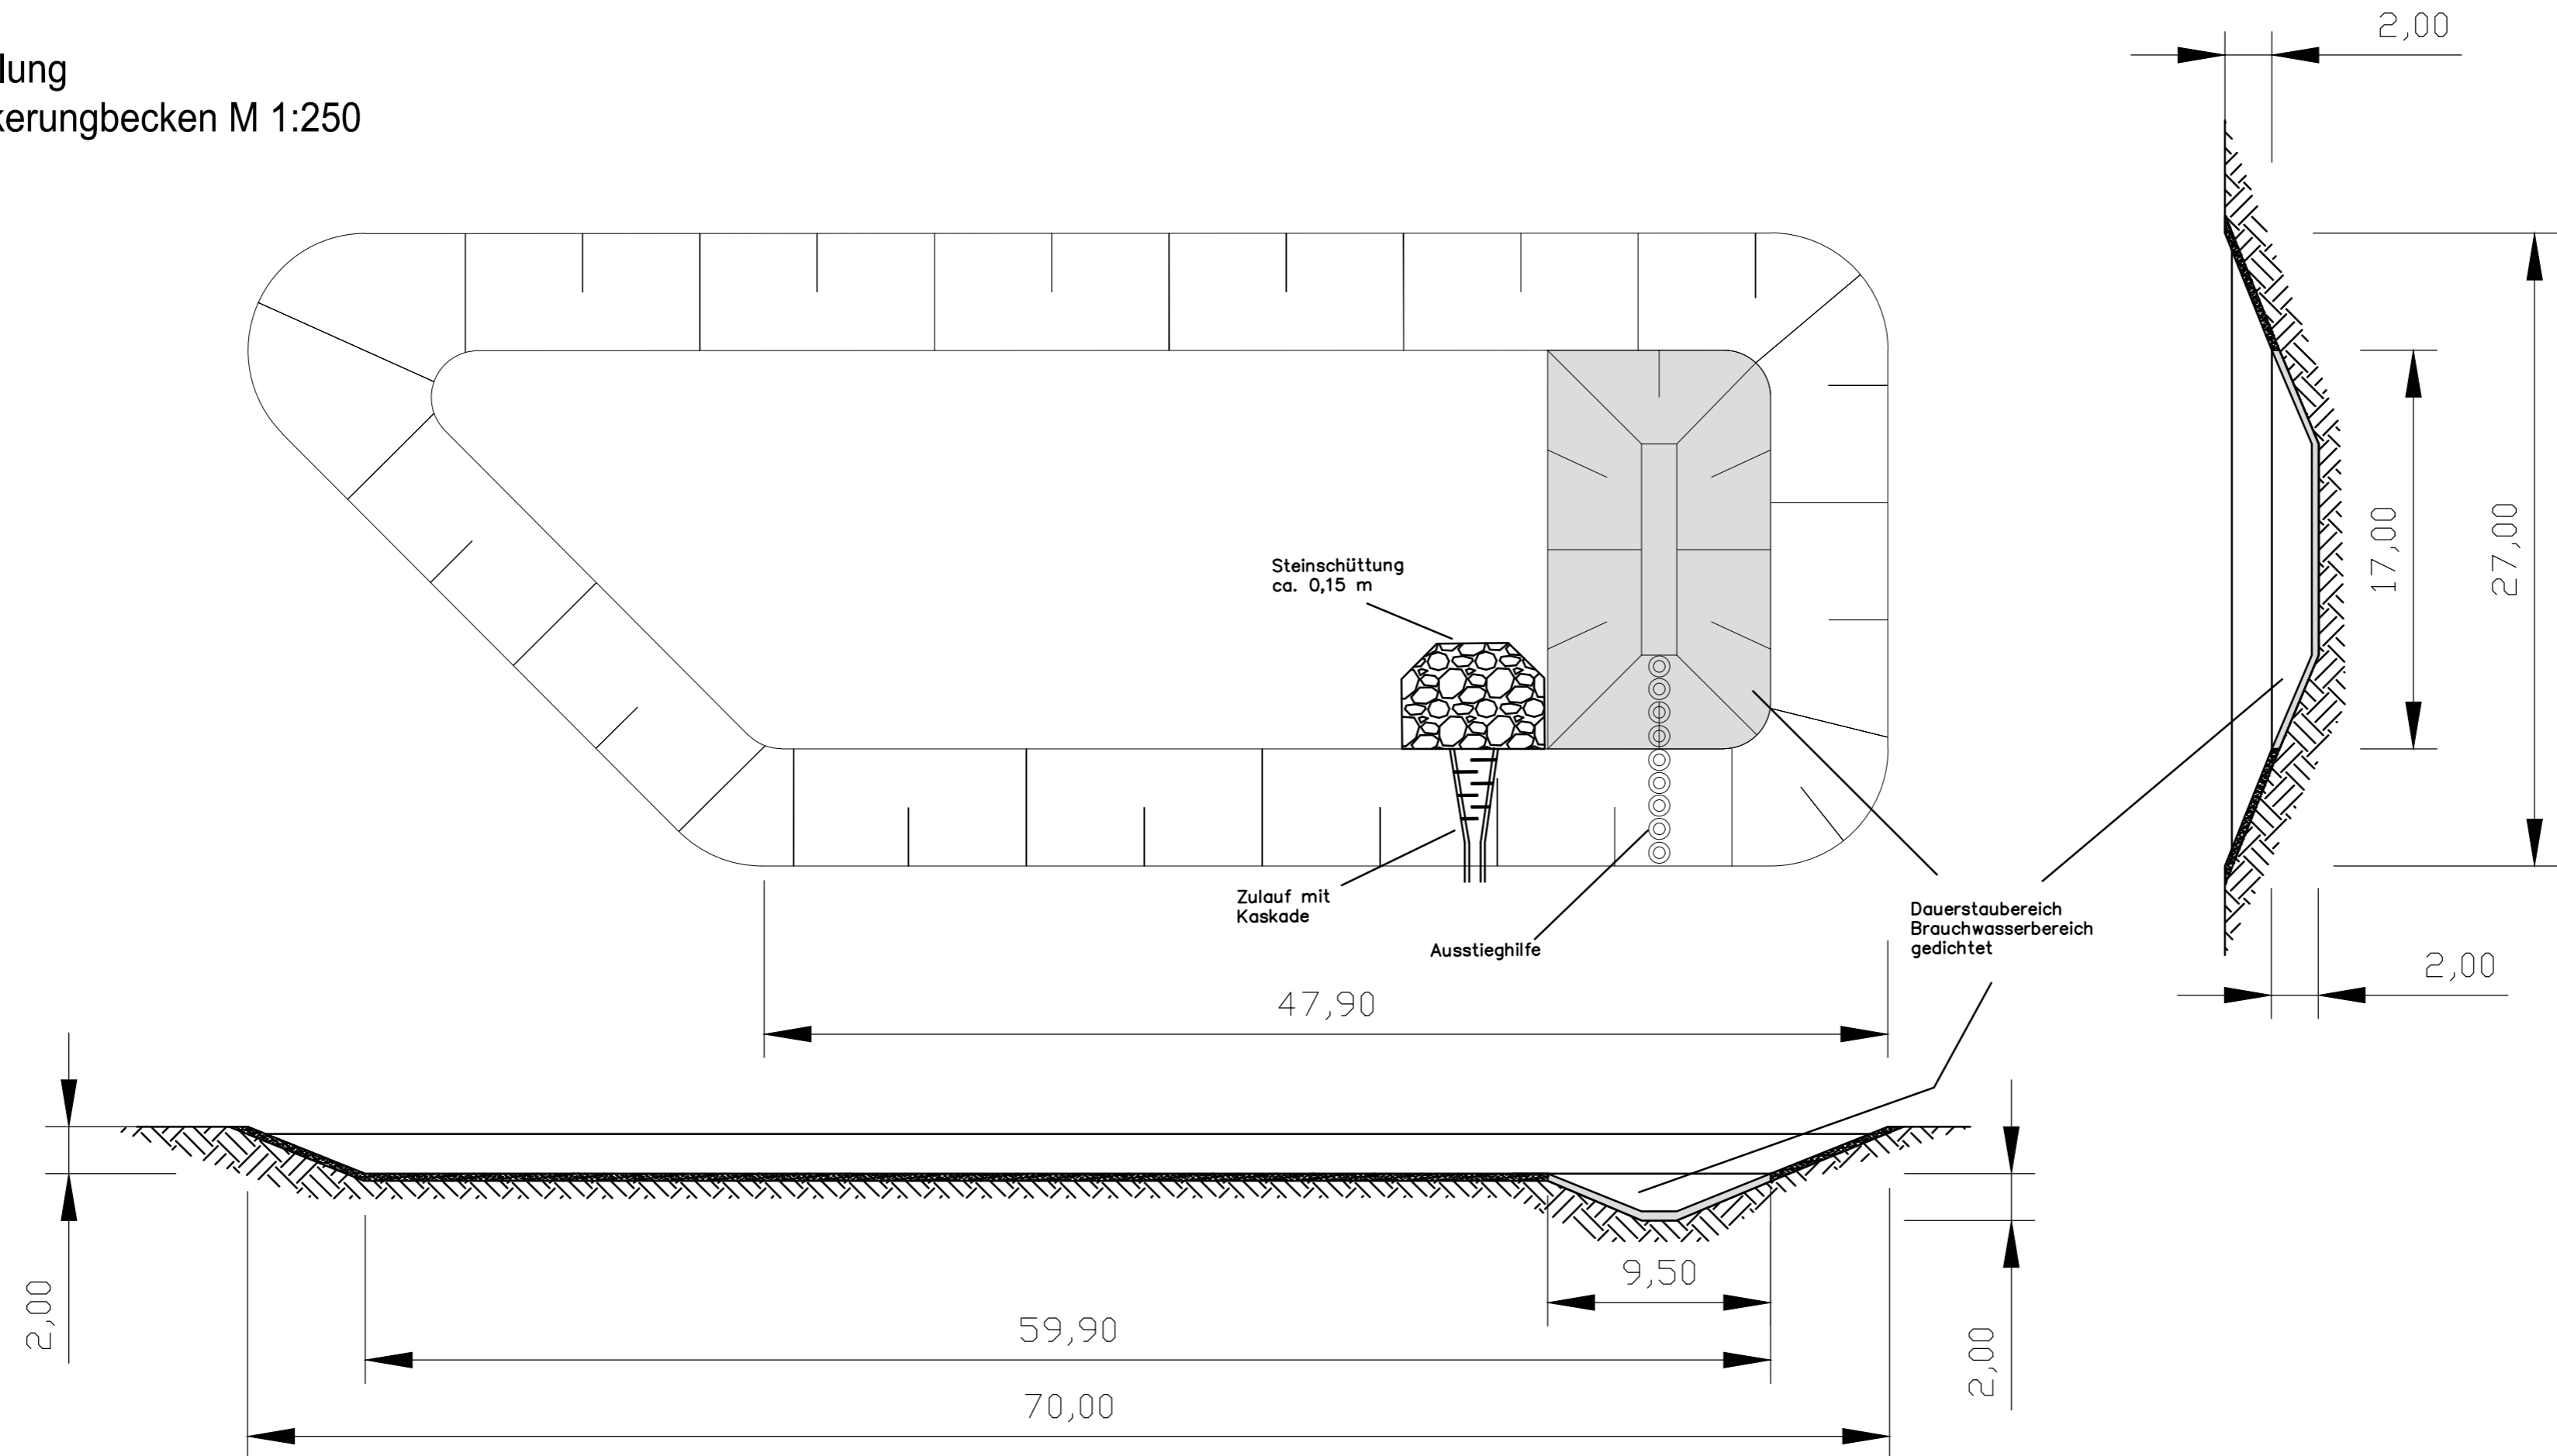 lung
kerungbecken M 1:250
2,00
Steinschüttung
ca. 0,15 m
17,00
27,00
Zulauf mit
Kaskade
Ausstieghilfe
Dauerstaubereich
Brauchwasserbereich
gedichtet
2,00
47,90
2,00
9,50
59,90
2,00
70,00